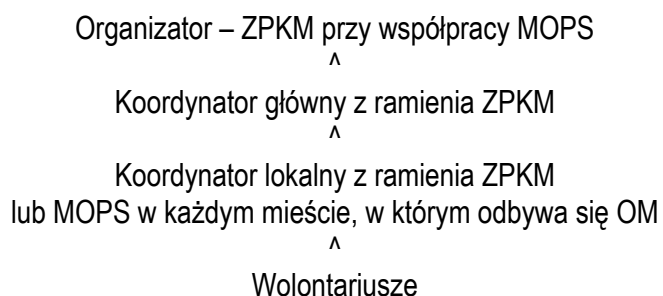 Organizator – ZPKM przy współpracy MOPS
^
Koordynator główny z ramienia ZPKM
^
Koordynator lokalny z ramienia ZPKM
lub MOPS w każdym mieście, w którym odbywa się OM
^
Wolontariusze